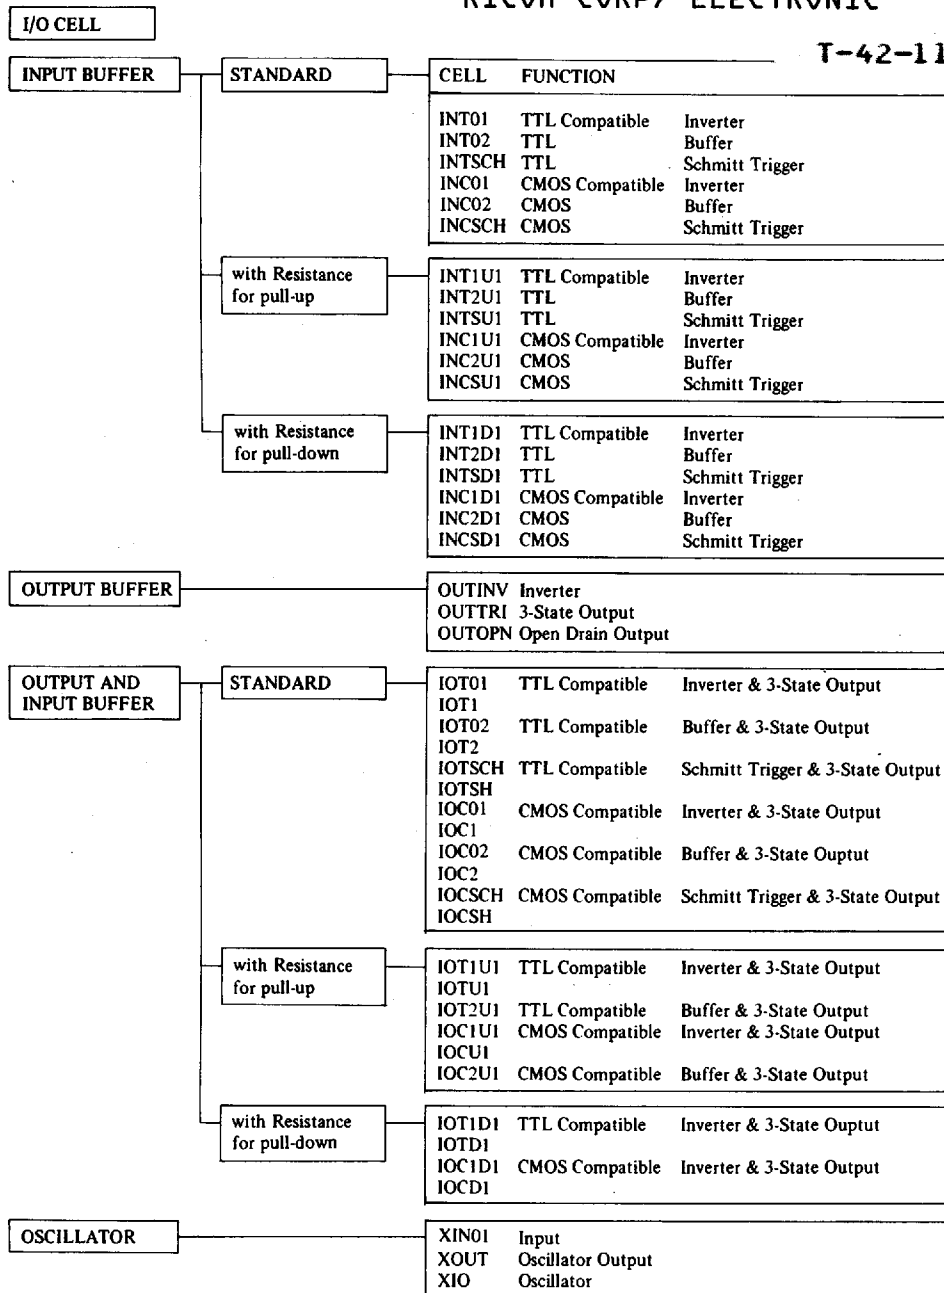 RICOH CORP/ ELECTRONIC
I/O CELL
T-42-11
INPUT BUFFER
STANDARD
CELL FUNCTION
INT01 TTL Compatible Inverter
INT02 TTL Buffer
INTSCH TTL Schmitt Trigger
INC01 CMOS Compatible Inverter
INC02 CMOS Buffer
INCSCH CMOS Schmitt Trigger
with Resistance
for pull-up
INT1U1 TTL Compatible Inverter
INT2U1 TTL Buffer
INTSU1 TTL Schmitt Trigger
INC1U1 CMOS Compatible Inverter
INC2U1 CMOS Buffer
INCSU1 CMOS Schmitt Trigger
with Resistance
for pull-down
INT1D1 TTL Compatible Inverter
INT2D1 TTL Buffer
INTSD1 TTL Schmitt Trigger
INC1D1 CMOS Compatible Inverter
INC2D1 CMOS Buffer
INCSD1 CMOS Schmitt Trigger
OUTPUT BUFFER
OUTINV Inverter
OUTTRI 3-State Output
OUTOPN Open Drain Output
OUTPUT AND
INPUT BUFFER
STANDARD
IOT01 TTL Compatible Inverter & 3-State Output
IOT1
IOT02 TTL Compatible Buffer & 3-State Output
IOT2
IOTSCH TTL Compatible Schmitt Trigger & 3-State Output
IOTSH
IOC01 CMOS Compatible Inverter & 3-State Output
IOC1
IOC02 CMOS Compatible Buffer & 3-State Ouptut
IOC2
IOCSCH CMOS Compatible Schmitt Trigger & 3-State Output
IOCSH
with Resistance
for pull-up
IOT1U1 TTL Compatible Inverter & 3-State Output
IOTU1
IOT2U1 TTL Compatible Buffer & 3-State Output
IOC1U1 CMOS Compatible Inverter & 3-State Output
IOCU1
IOC2U1 CMOS Compatible Buffer & 3-State Output
with Resistance
for pull-down
IOT1D1 TTL Compatible Inverter & 3-State Ouptut
IOTD1
IOC1D1 CMOS Compatible Inverter & 3-State Output
IOCD1
OSCILLATOR
XIN01 Input
XOUT Oscillator Output
XIO Oscillator